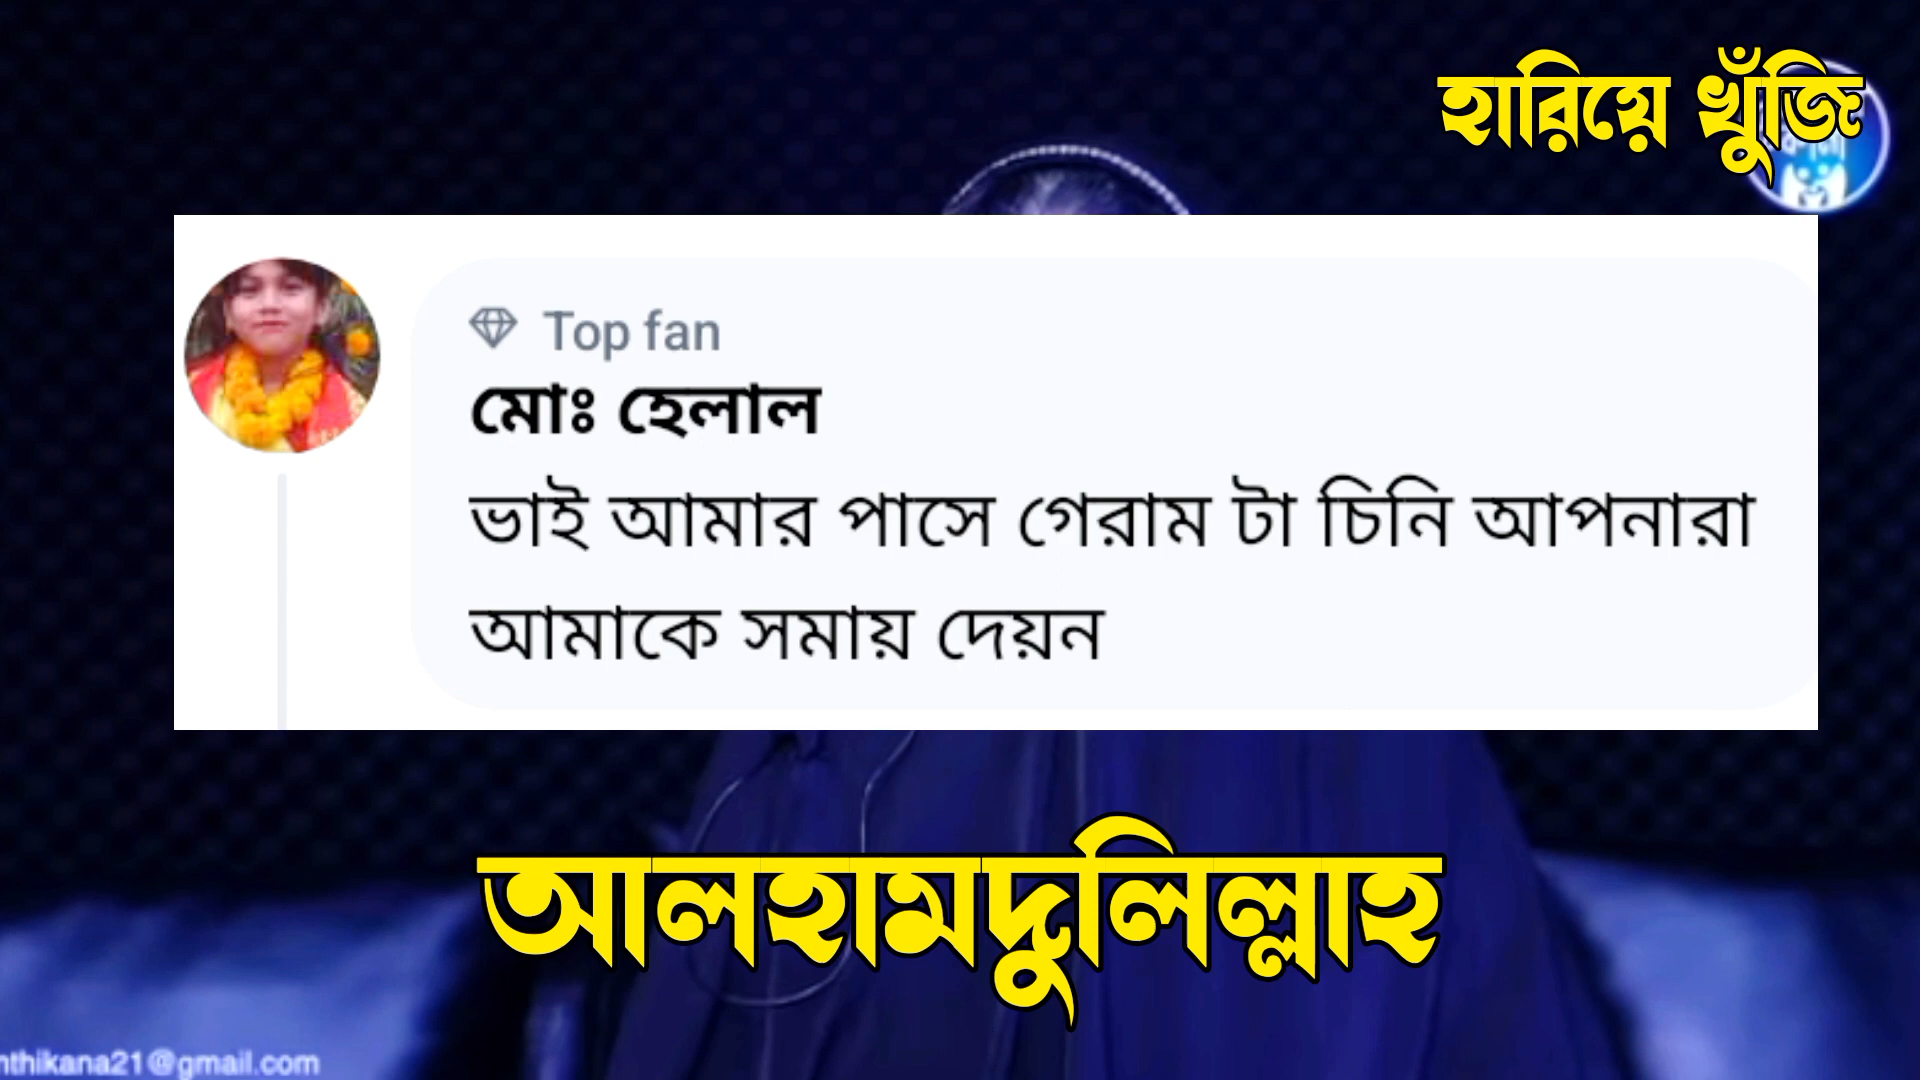 হারিয়ে খুঁজি
Top fan
মোঃ হেলাল
ভাই আমার পাসে গেরাম টা চিনি আপনারা
আমাকে সমায় দেয়ন
আলহামদুলিল্লাহ
nthikana21@gmail.com